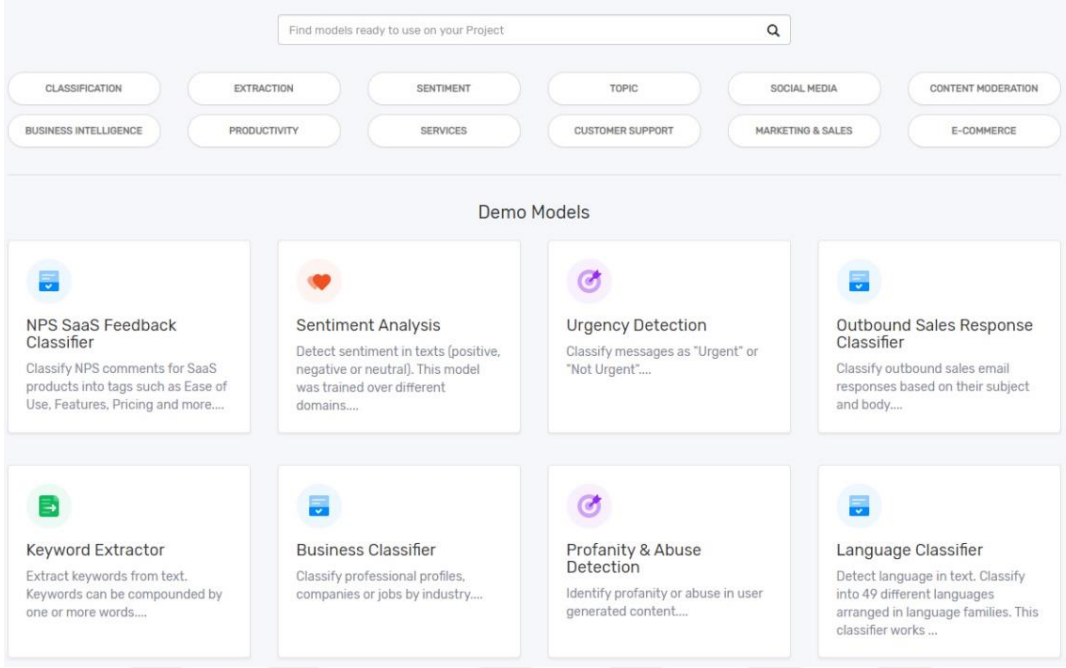 Find models ready to use on your Project
CLASSIFICATION
EXTRACTION
SENTIMENT
TOPIC
SOCIAL MEDIA
CONTENT MODERATION
BUSINESS INTELLIGENCE
PRODUCTIVITY
SERVICES
CUSTOMER SUPPORT
MARKETING & SALES
E-COMMERCE
Demo Models
NPS SaaS Feedback
Classifier
Classify NPS comments for SaaS
products into tags such as Ease of
Use, Features, Pricing and more....
Sentiment Analysis
Detect sentiment in texts (positive,
negative or neutral). This model
was trained over different
domains....
Urgency Detection
Classify messages as "Urgent" or
"Not Urgent"....
Outbound Sales Response
Classifier
Classify outbound sales email
responses based on their subject
and body....
Keyword Extractor
Extract keywords from text.
Keywords can be compounded by
one or more words....
Business Classifier
Classify professional profiles,
companies or jobs by industry....
Profanity & Abuse
Detection
Identify profanity or abuse in user
generated content....
Language Classifier
Detect language in text. Classify
into 49 different languages
arranged in language families. This
classifier works ...